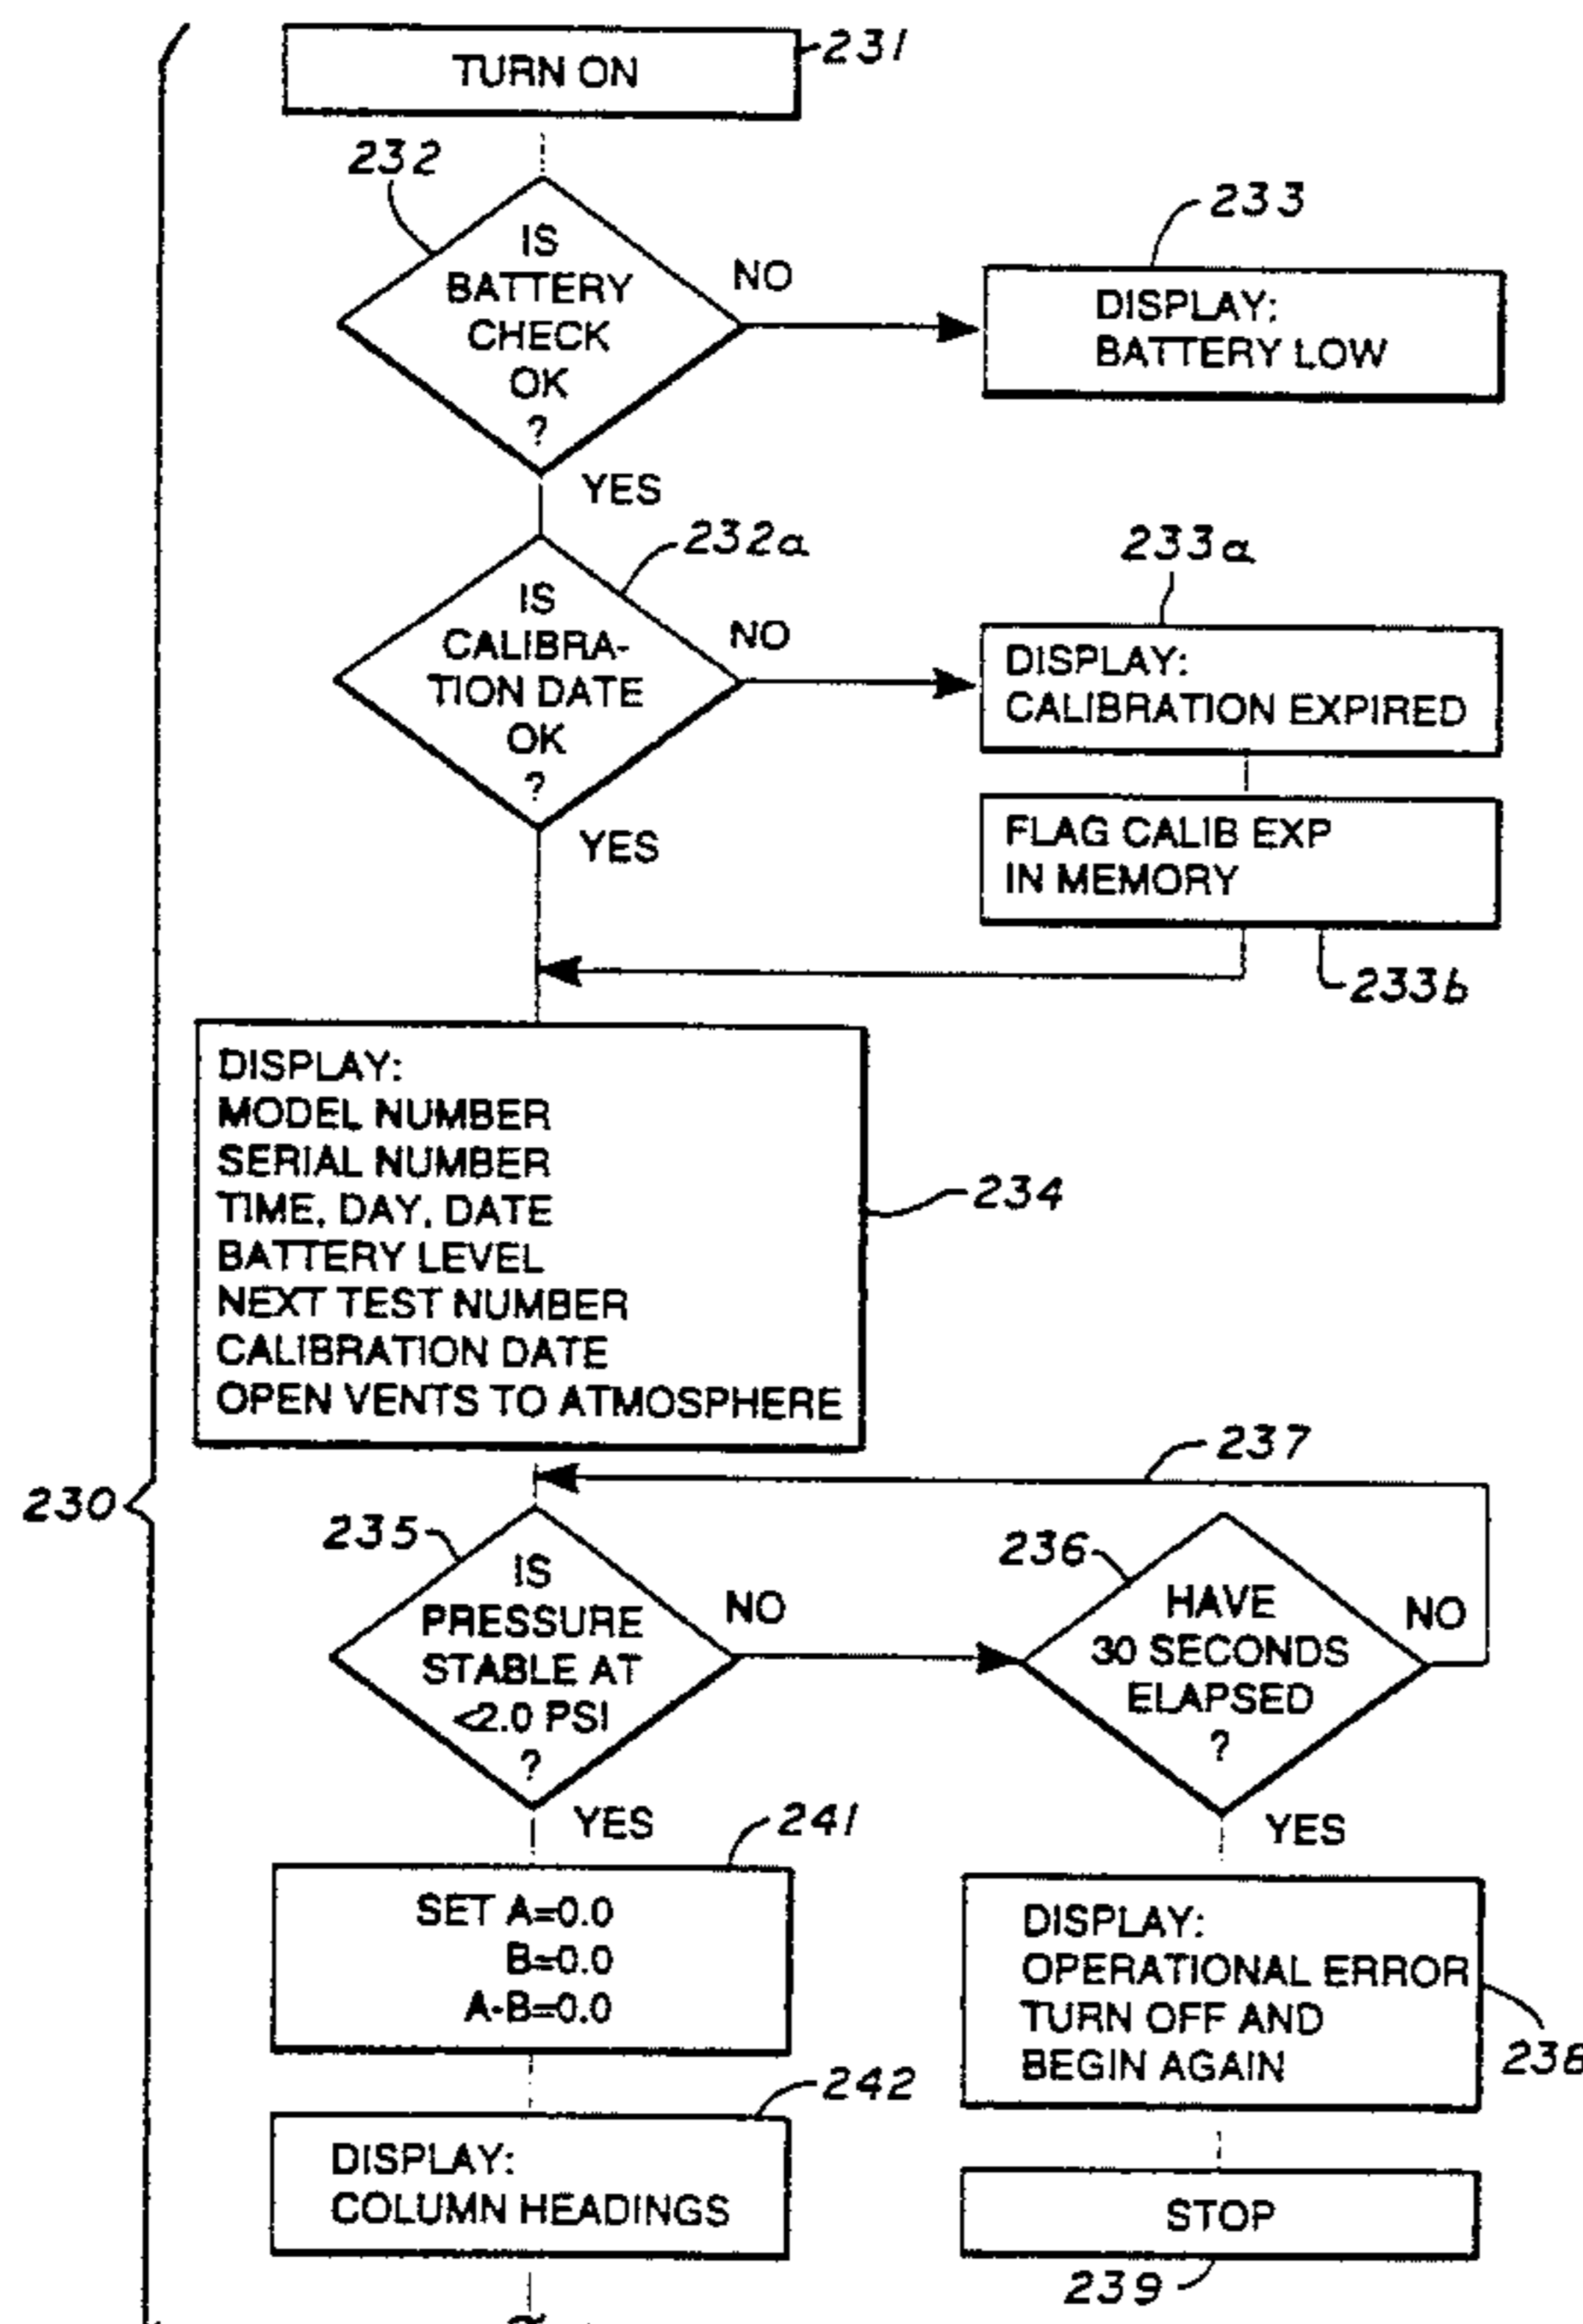 TURN ON
231
232
IS
BATTERY
CHECK
OK
?
NO
YES
233
DISPLAY:
BATTERY LOW
232a
IS
CALIBRA-
TION DATE
OK
?
NO
YES
233a
DISPLAY:
CALIBRATION EXPIRED
FLAG CALIB EXP
IN MEMORY
233b
DISPLAY:
MODEL NUMBER
SERIAL NUMBER
TIME, DAY, DATE
BATTERY LEVEL
NEXT TEST NUMBER
CALIBRATION DATE
OPEN VENTS TO ATMOSPHERE
234
230
237
235
IS
PRESSURE
STABLE AT
<2.0 PSI
?
NO
YES
236
HAVE
30 SECONDS
ELAPSED
?
NO
YES
241
SET A=0.0
B=0.0
A-B=0.0
DISPLAY:
OPERATIONAL ERROR
TURN OFF AND
BEGIN AGAIN
238
242
DISPLAY:
COLUMN HEADINGS
STOP
239